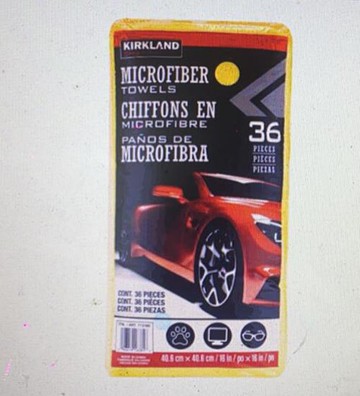 KIRKLAND
MICROFIBER
TOWELS
CHIFFONS EN
MICROFIBRE
PAÑOS DE
MICROFIBRA
36
PIECES
PIÈCES
PIEZAS
CONT. 36 PIECES
CONT. 36 PIÈCES
CONT. 36 PIEZAS
40.6 cm × 40.6 cm / 16 in / po × 16 in / po